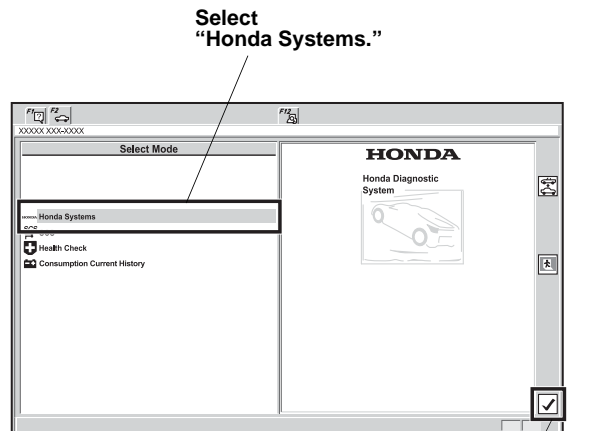 Select
“Honda Systems.”
F1 F2 F12
XXXXX XXX-XXXX
Select Mode
HONDA
Honda Diagnostic
System
HONDA Honda Systems
SCS
Health Check
Consumption Current History